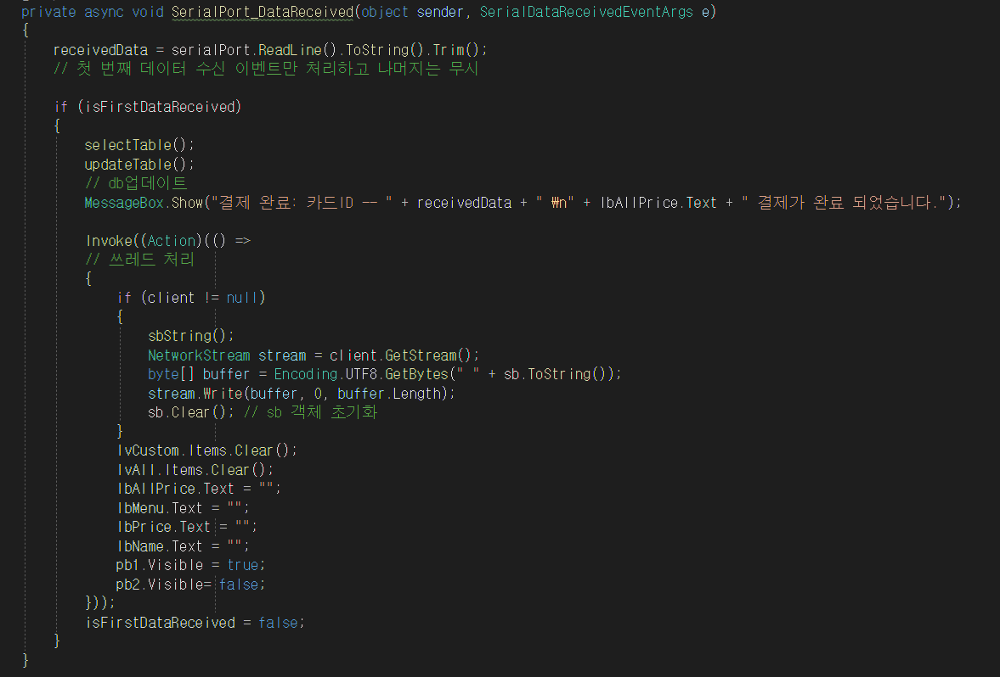 private async void SerialPort_DataReceived(object sender, SerialDataReceivedEventArgs e)
{
receivedData = serialPort.ReadLine().ToString().Trim();
// 첫 번째 데이터 수신 이벤트만 처리하고 나머지는 무시
if (isFirstDataReceived)
{
selectTable();
updateTable();
// db업데이트
MessageBox.Show("결제 완료: 카드ID -- " + receivedData + " ₩n" + lbAllPrice.Text + " 결제가 완료 되었습니다.");
Invoke((Action)(() =>
// 쓰레드 처리
{
if (client != null)
{
sbString();
NetworkStream stream = client.GetStream();
byte[] buffer = Encoding.UTF8.GetBytes(" " + sb.ToString());
stream.Write(buffer, 0, buffer.Length);
sb.Clear(); // sb 객체 초기화
}
lvCustom.Items.Clear();
lvAll.Items.Clear();
lbAllPrice.Text = "";
lbMenu.Text = "";
lbPrice.Text = "";
lbName.Text = "";
pb1.Visible = true;
pb2.Visible= false;
}));
isFirstDataReceived = false;
}
}